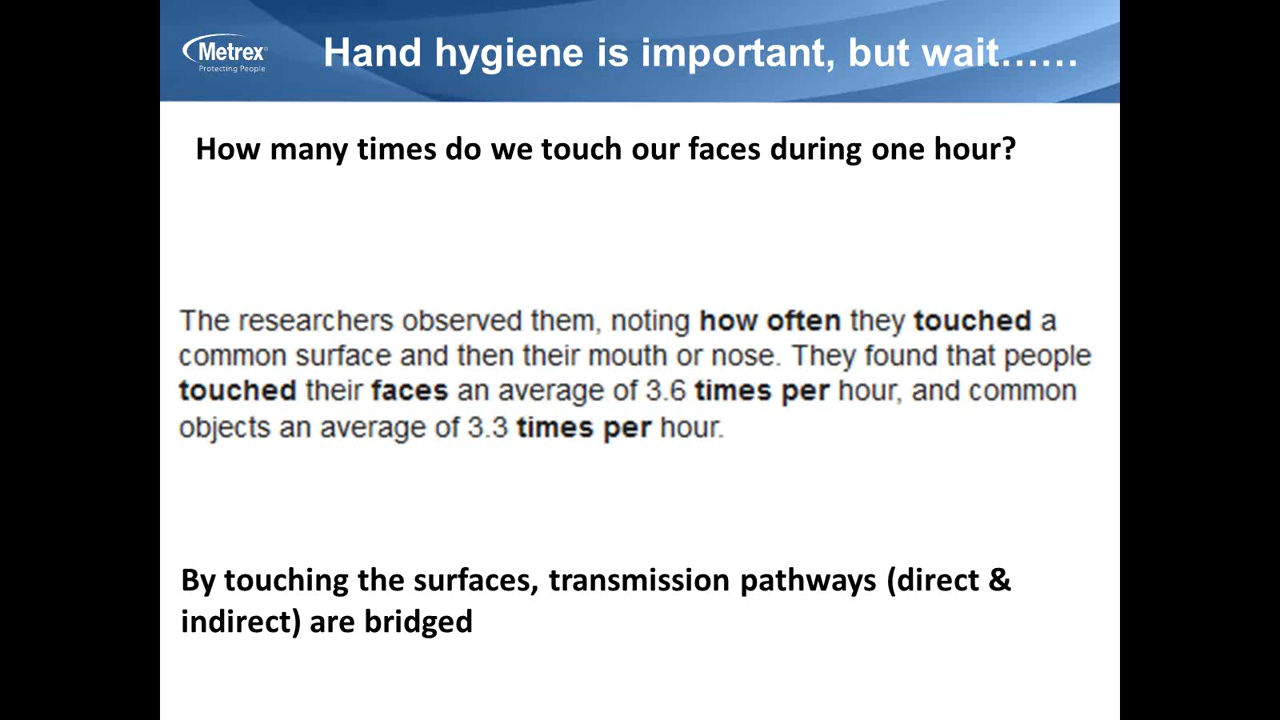 Metrex®
Protecting People
Hand hygiene is important, but wait......
How many times do we touch our faces during one hour?
The researchers observed them, noting how often they touched a
common surface and then their mouth or nose. They found that people
touched their faces an average of 3.6 times per hour, and common
objects an average of 3.3 times per hour.
By touching the surfaces, transmission pathways (direct &
indirect) are bridged